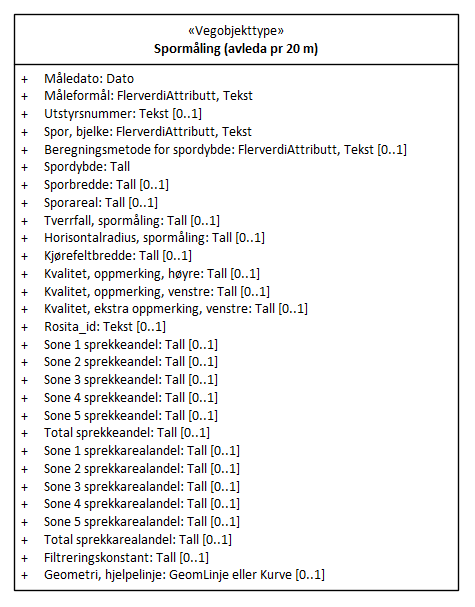 «Vegobjekttype»
Spormåling (avleda pr 20 m)
+ Måledato: Dato
+ Måleformål: FlerverdiAttributt, Tekst
+ Utstyrsnummer: Tekst [0..1]
+ Spor, bjelke: FlerverdiAttributt, Tekst
+ Beregningsmetode for spordybde: FlerverdiAttributt, Tekst [0..1]
+ Spordybde: Tall
+ Sporbredde: Tall [0..1]
+ Sporareal: Tall [0..1]
+ Tverrfall, spormåling: Tall [0..1]
+ Horisontalradius, spormåling: Tall [0..1]
+ Kjørefeltbredde: Tall [0..1]
+ Kvalitet, oppmerking, høyre: Tall [0..1]
+ Kvalitet, oppmerking, venstre: Tall [0..1]
+ Kvalitet, ekstra oppmerking, venstre: Tall [0..1]
+ Rosita_id: Tekst [0..1]
+ Sone 1 sprekkeandel: Tall [0..1]
+ Sone 2 sprekkeandel: Tall [0..1]
+ Sone 3 sprekkeandel: Tall [0..1]
+ Sone 4 sprekkeandel: Tall [0..1]
+ Sone 5 sprekkeandel: Tall [0..1]
+ Total sprekkeandel: Tall [0..1]
+ Sone 1 sprekkarealandel: Tall [0..1]
+ Sone 2 sprekkarealandel: Tall [0..1]
+ Sone 3 sprekkarealandel: Tall [0..1]
+ Sone 4 sprekkarealandel: Tall [0..1]
+ Sone 5 sprekkarealandel: Tall [0..1]
+ Total sprekkarealandel: Tall [0..1]
+ Filtreringskonstant: Tall [0..1]
+ Geometri, hjelpelinje: GeomLinje eller Kurve [0..1]